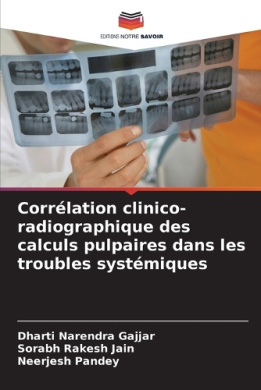 EDITIONS NOTRE SAVOIR
Corrélation clinico-
radiographique des
calculs pulpaires dans les
troubles systémiques
Dharti Narendra Gajjar
Sorabh Rakesh Jain
Neerjesh Pandey